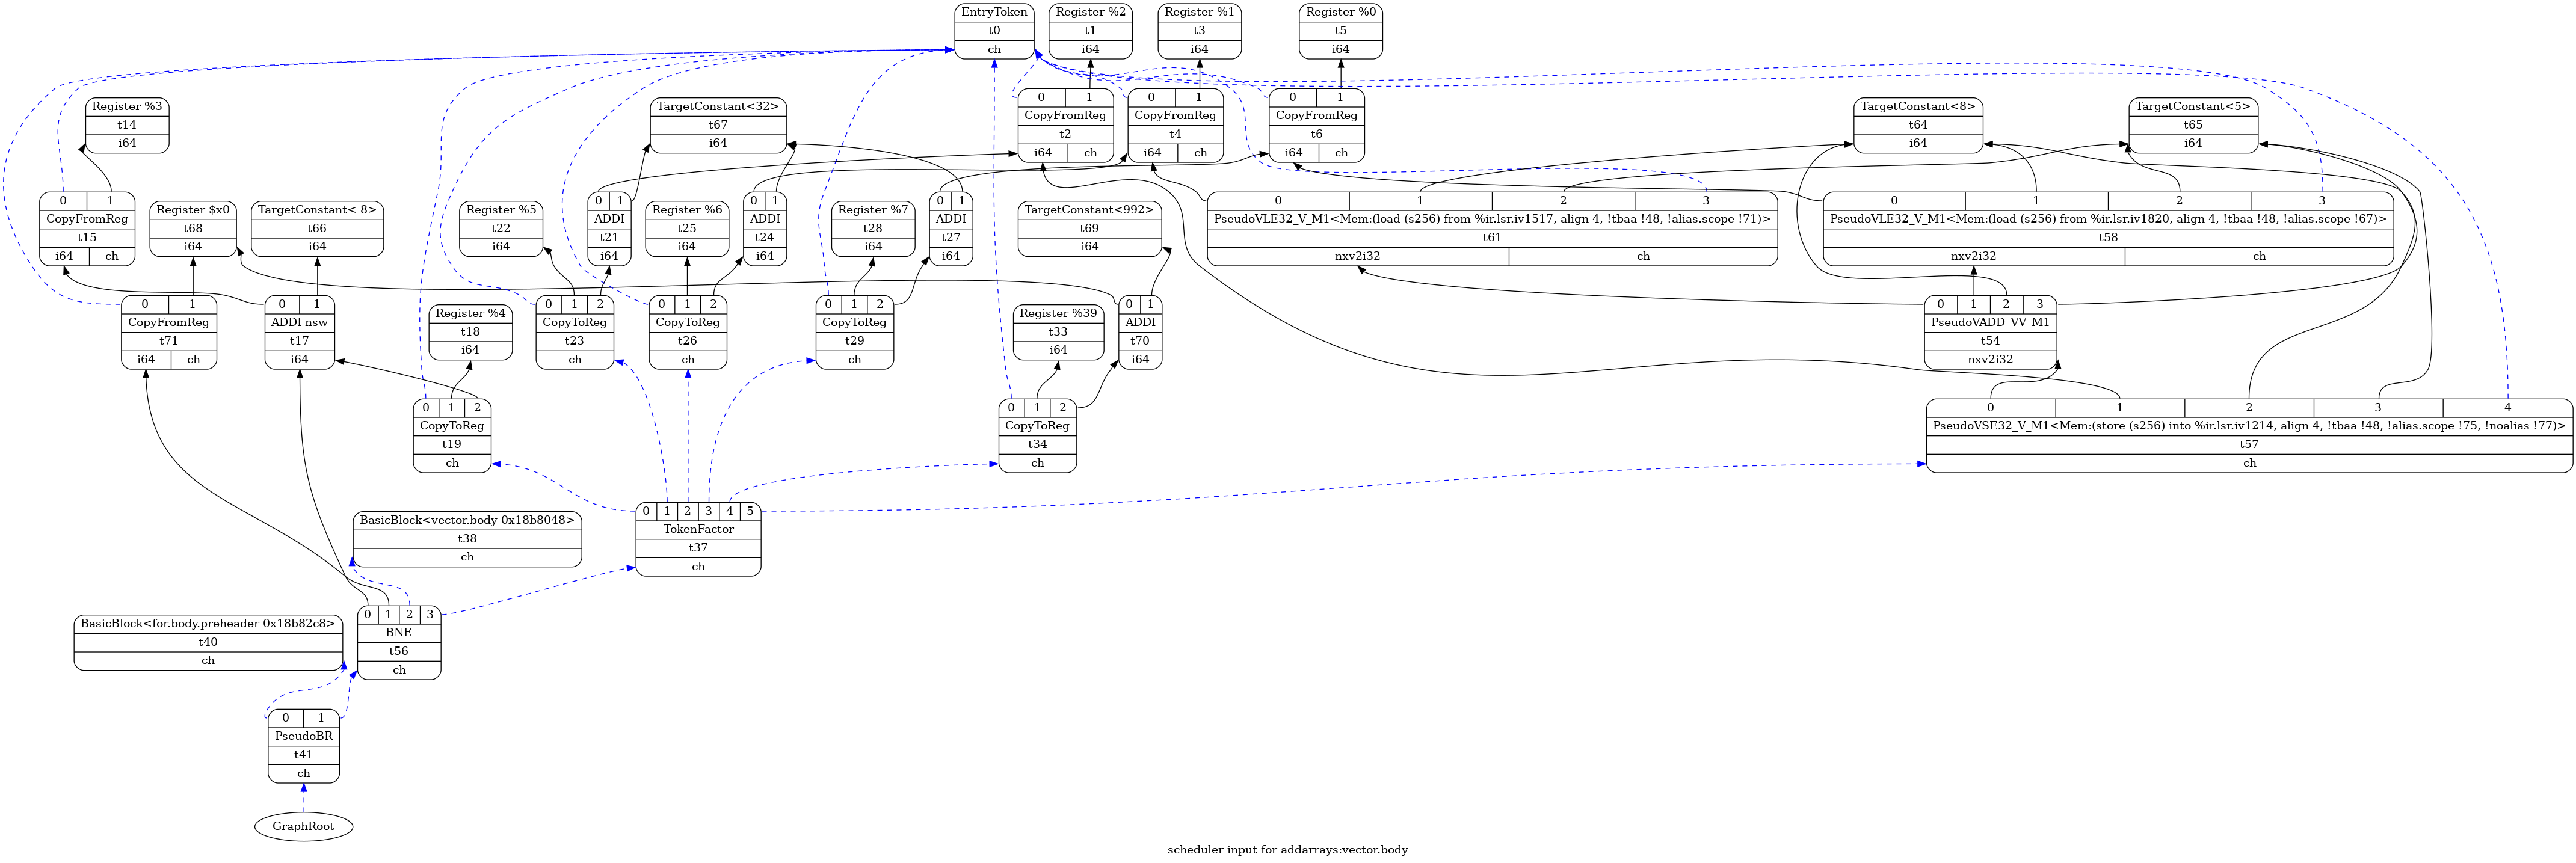 EntryToken
t0
ch
Register %2
t1
i64
Register %1
t3
i64
Register %0
t5
i64
Register %3
t14
i64
TargetConstant<32>
t67
i64
0 1
CopyFromReg
t2
i64 ch
0 1
CopyFromReg
t4
i64 ch
0 1
CopyFromReg
t6
i64 ch
TargetConstant<8>
t64
i64
TargetConstant<5>
t65
i64
0 1
CopyFromReg
t15
i64 ch
Register $x0
t68
i64
TargetConstant<-8>
t66
i64
Register %5
t22
i64
0 1
ADDI
t21
i64
Register %6
t25
i64
0 1
ADDI
t24
i64
Register %7
t28
i64
0 1
ADDI
t27
i64
TargetConstant<992>
t69
i64
0 1 2 3
PseudoVLE32_V_M1<Mem:(load (s256) from %ir.lsr.iv1517, align 4, !tbaa !48, !alias.scope !71)>
t61
nxv2i32 ch
0 1 2 3
PseudoVLE32_V_M1<Mem:(load (s256) from %ir.lsr.iv1820, align 4, !tbaa !48, !alias.scope !67)>
t58
nxv2i32 ch
0 1
CopyFromReg
t71
i64 ch
0 1
ADDI nsw
t17
i64
Register %4
t18
i64
0 1 2
CopyToReg
t23
ch
0 1 2
CopyToReg
t26
ch
0 1 2
CopyToReg
t29
ch
Register %39
t33
i64
0 1
ADDI
t70
i64
0 1 2 3
PseudoVADD_VV_M1
t54
nxv2i32
0 1 2
CopyToReg
t19
ch
0 1 2
CopyToReg
t34
ch
0 1 2 3 4
PseudoVSE32_V_M1<Mem:(store (s256) into %ir.lsr.iv1214, align 4, !tbaa !48, !alias.scope !75, !noalias !77)>
t57
ch
BasicBlock<vector.body 0x18b8048>
t38
ch
0 1 2 3 4 5
TokenFactor
t37
ch
BasicBlock<for.body.preheader 0x18b82c8>
t40
ch
0 1 2 3
BNE
t56
ch
0 1
PseudoBR
t41
ch
GraphRoot
scheduler input for addarrays:vector.body